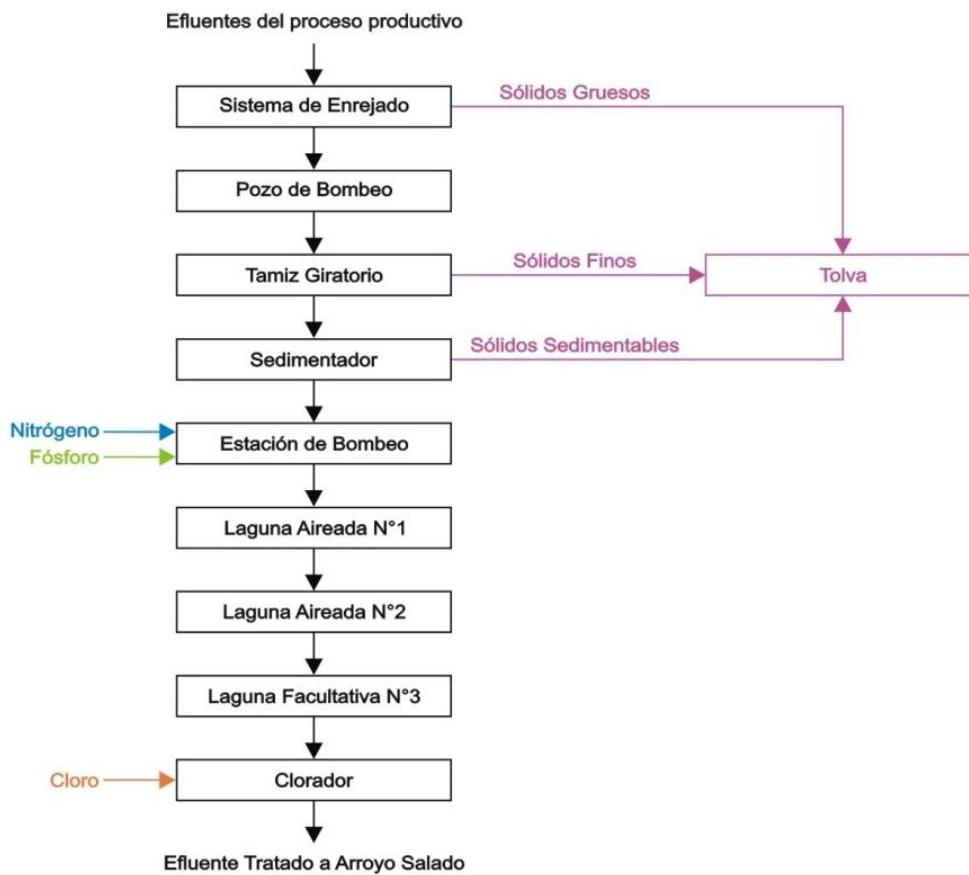 Efluentes del proceso productivo
Sistema de Enrejado
Sólidos Gruesos
Pozo de Bombeo
Tamiz Giratorio
Sólidos Finos
Tolva
Sedimentador
Sólidos Sedimentables
Nitrógeno
Fósforo
Estación de Bombeo
Laguna Aireada N°1
Laguna Aireada N°2
Laguna Facultativa N°3
Cloro
Clorador
Efluente Tratado a Arroyo Salado